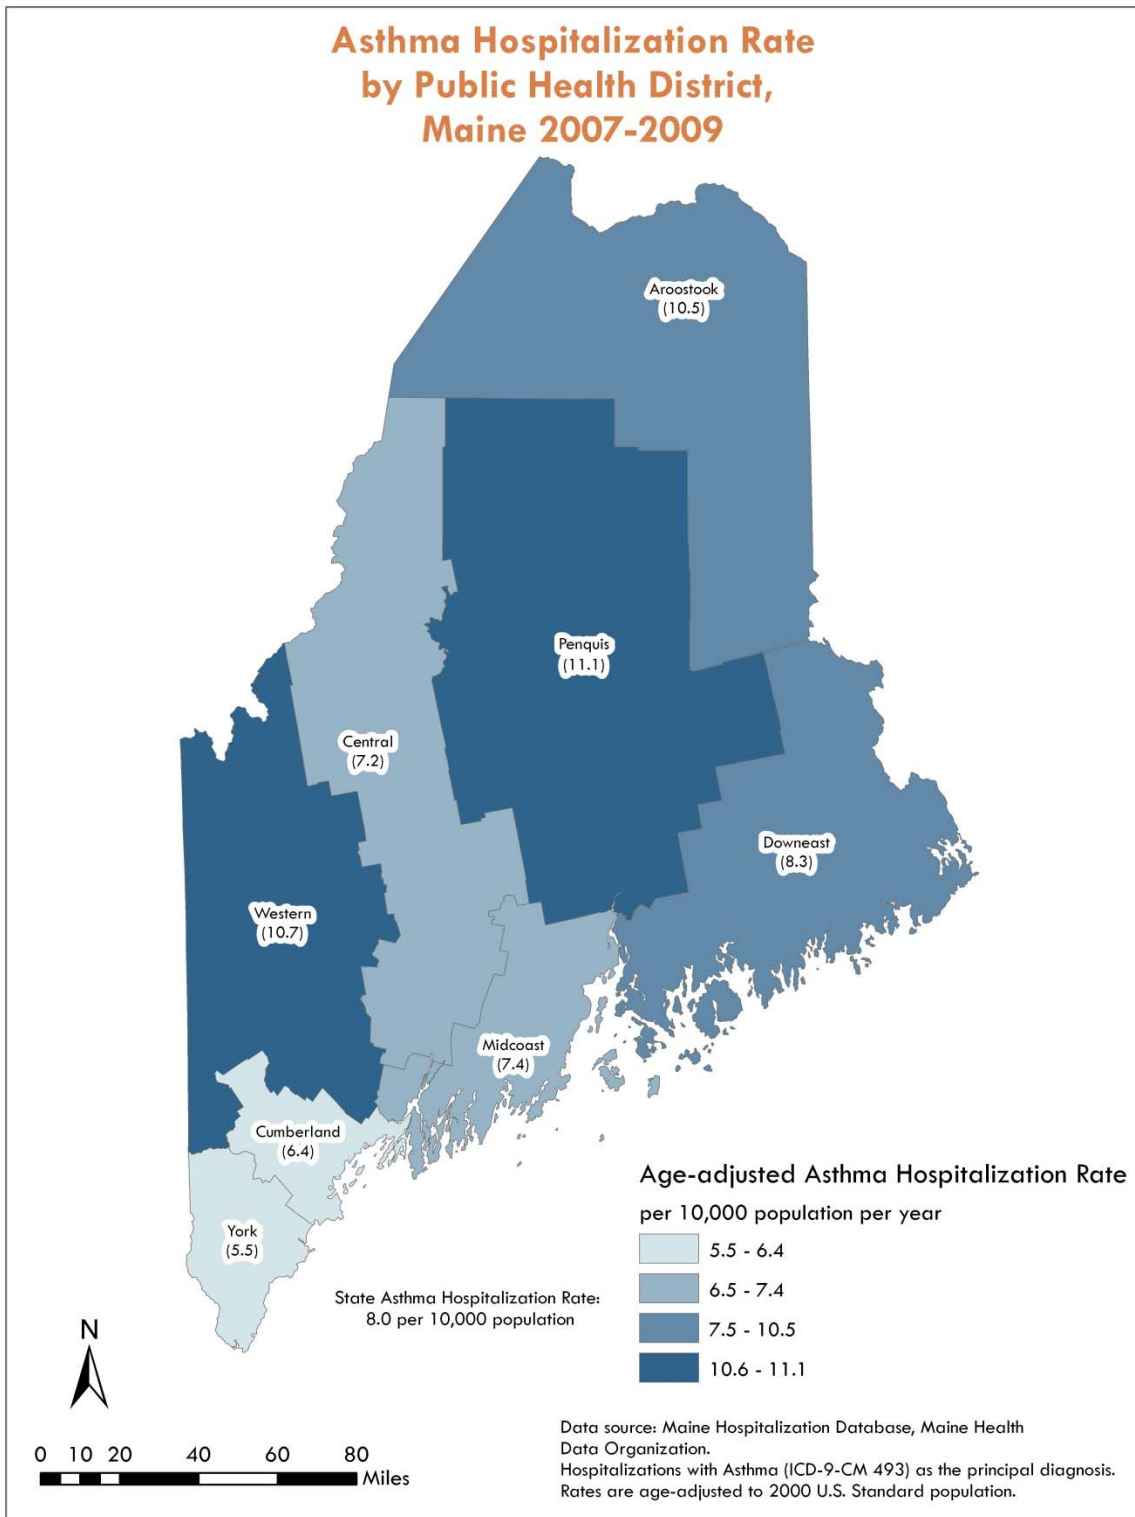 Asthma Hospitalization Rate
by Public Health District,
Maine 2007-2009
Aroostook
(10.5)
Penquis
(11.1)
Central
(7.2)
Downeast
(8.3)
Western
(10.7)
Midcoast
(7.4)
Cumberland
(6.4)
York
(5.5)
State Asthma Hospitalization Rate:
8.0 per 10,000 population
Age-adjusted Asthma Hospitalization Rate
per 10,000 population per year
5.5 - 6.4
6.5 - 7.4
7.5 - 10.5
10.6 - 11.1
N
0 10 20 40 60 80
Miles
Data source: Maine Hospitalization Database, Maine Health
Data Organization.
Hospitalizations with Asthma (ICD-9-CM 493) as the principal diagnosis.
Rates are age-adjusted to 2000 U.S. Standard population.